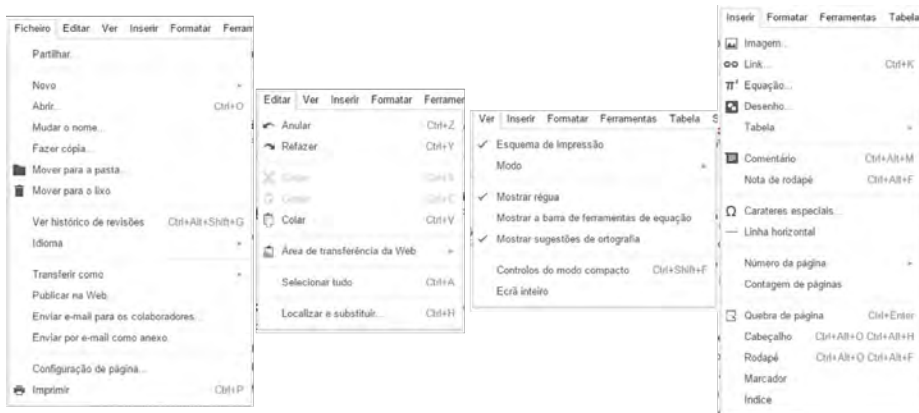 Ficheiro Editar Ver Inserir Formatar Ferram
Partilhar...
Novo
Abrir... Ctrl+O
Mudar o nome...
Fazer cópia...
Mover para a pasta...
Mover para o lixo
Ver histórico de revisões Ctrl+Alt+Shift+G
Idioma
Transferir como
Publicar na Web
Enviar e-mail para os colaboradores...
Enviar por e-mail como anexo...
Configuração de página...
Imprimir Ctrl+P
Editar Ver Inserir Formatar Ferramer
Anular Ctrl+Z
Refazer Ctrl+Y
Colar Ctrl+V
Área de transferência da Web
Selecionar tudo Ctrl+A
Localizar e substituir... Ctrl+H
Ver Inserir Formatar Ferramentas Tabela S
Esquema de impressão
Modo
Mostrar régua
Mostrar a barra de ferramentas de equação
Mostrar sugestões de ortografia
Controlos do modo compacto Ctrl+Shift+F
Ecrã inteiro
Inserir Formatar Ferramentas Tabela
Imagem...
Link... Ctrl+K
Equação...
Desenho...
Tabela
Comentário Ctrl+Alt+M
Nota de rodapé Ctrl+Alt+F
Carateres especiais...
Linha horizontal
Número da página
Contagem de páginas
Quebra de página Ctrl+Enter
Cabeçalho Ctrl+Alt+O Ctrl+Alt+H
Rodapé Ctrl+Alt+O Ctrl+Alt+F
Marcador
Índice